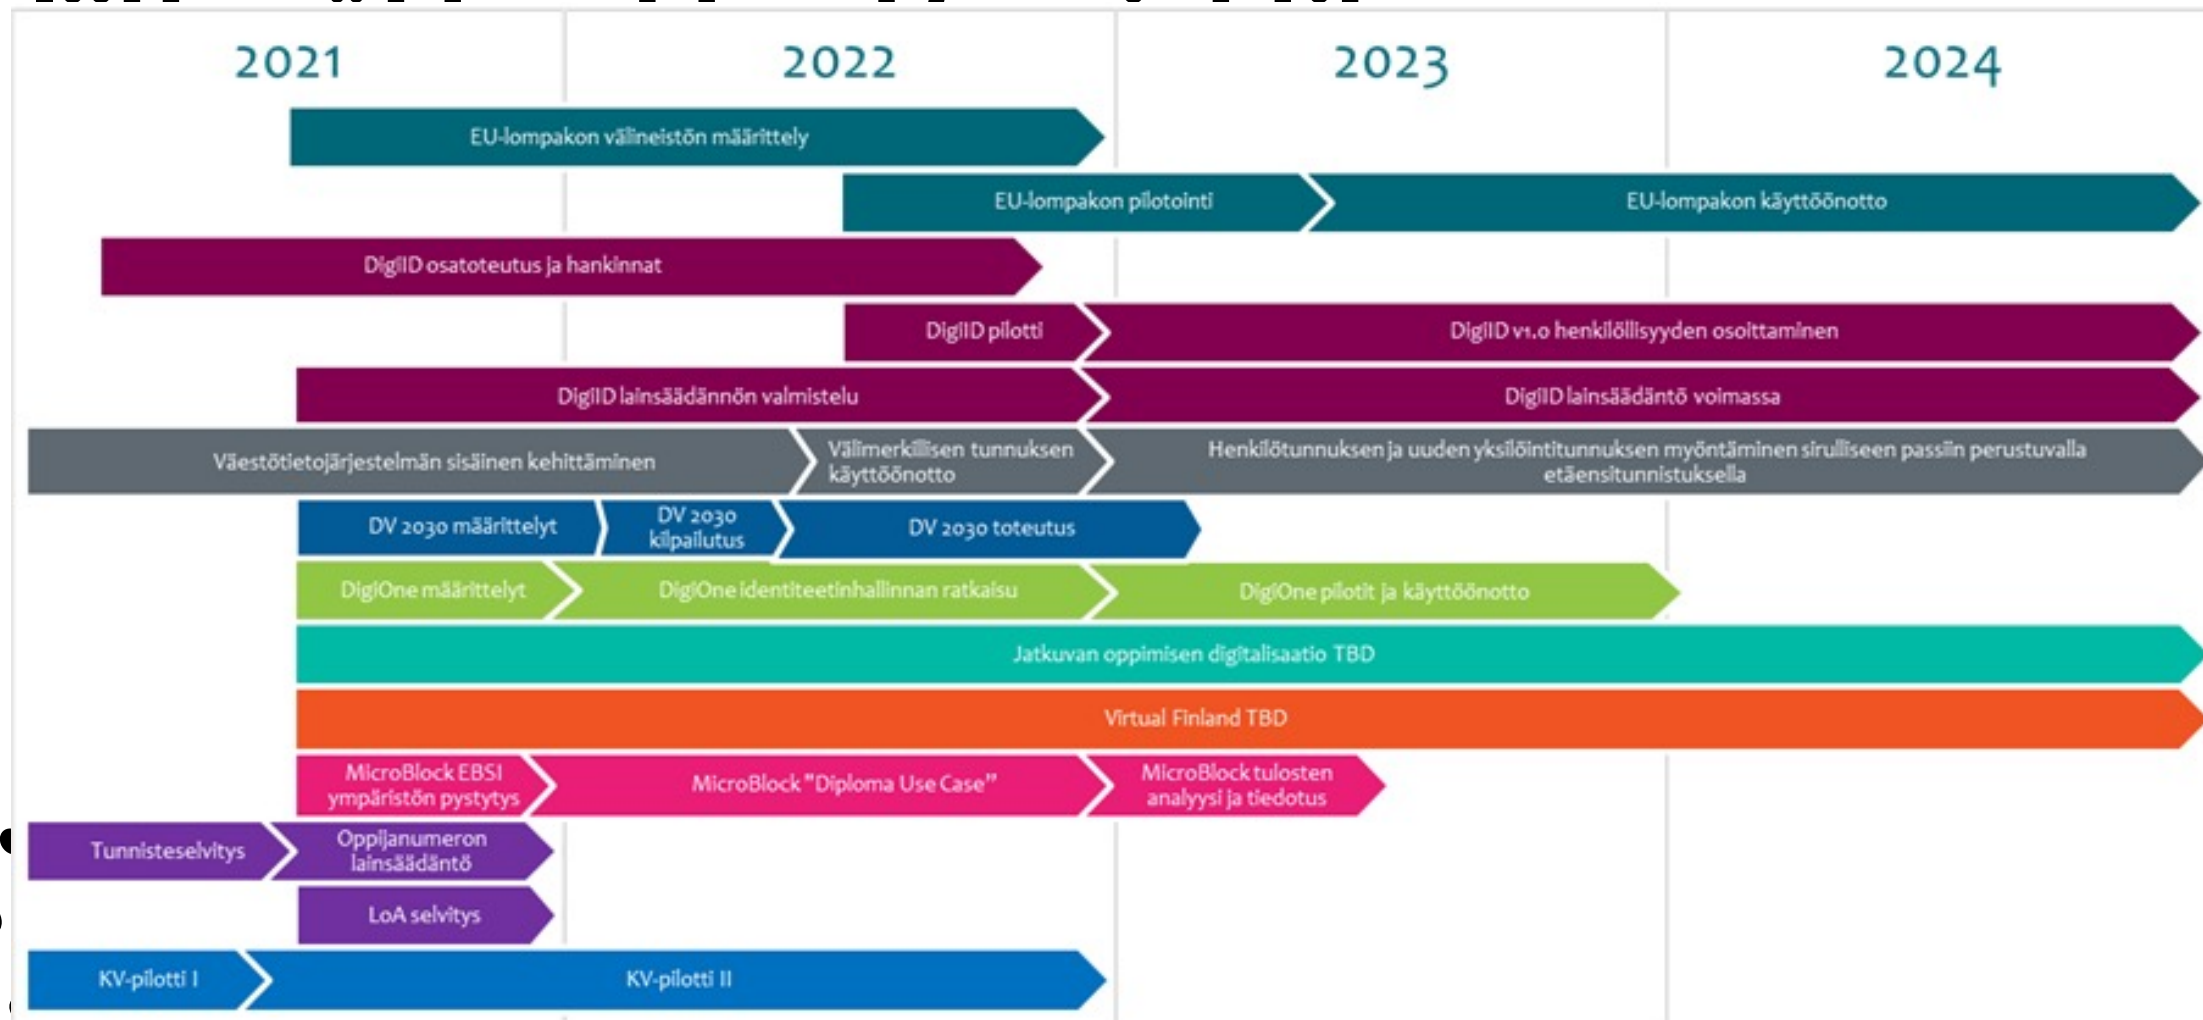 2021 2022 2023 2024
EU-lompakon välineistön määrittely
EU-lompakon pilotointi
EU-lompakon käyttöönotto
DigiID osatoteutus ja hankinnat
DigiID pilotti
DigiID v1.0 henkilöllisyyden osoittaminen
DigiID lainsäädännön valmistelu
DigiID lainsäädäntö voimassa
Väestötietojärjestelmän sisäinen kehittäminen
Välimerkillisen tunnuksen
käyttöönotto
Henkilötunnuksen ja uuden yksilöintitunnuksen myöntäminen sirulliseen passiin perustuvalla
etäensitunnistuksella
DV 2030 määrittelyt
DV 2030
kilpailutus
DV 2030 toteutus
DigiOne määrittelyt
DigiOne identiteetinhallinnan ratkaisu
DigiOne pilotit ja käyttöönotto
Jatkuvan oppimisen digitalisaatio TBD
Virtual Finland TBD
MicroBlock EBSI
ympäristön pystytys
MicroBlock "Diploma Use Case"
MicroBlock tulosten
analyysi ja tiedotus
Tunnisteselvitys
Oppijanumeron
lainsäädäntö
LoA selvitys
KV-pilotti I
KV-pilotti II